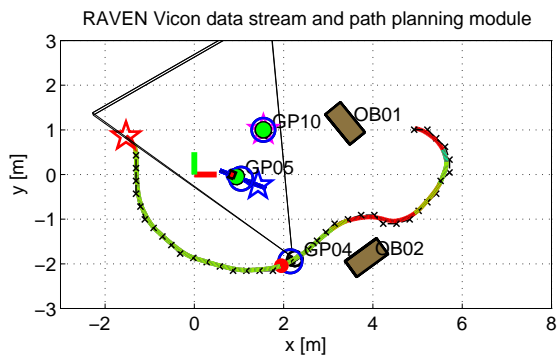 RAVEN Vicon data stream and path planning module
3
2
1
0
−1
−2
−3
y [m]
GP10
OB01
GP05
GP04
OB02
−2 0 2 4 6 8
x [m]